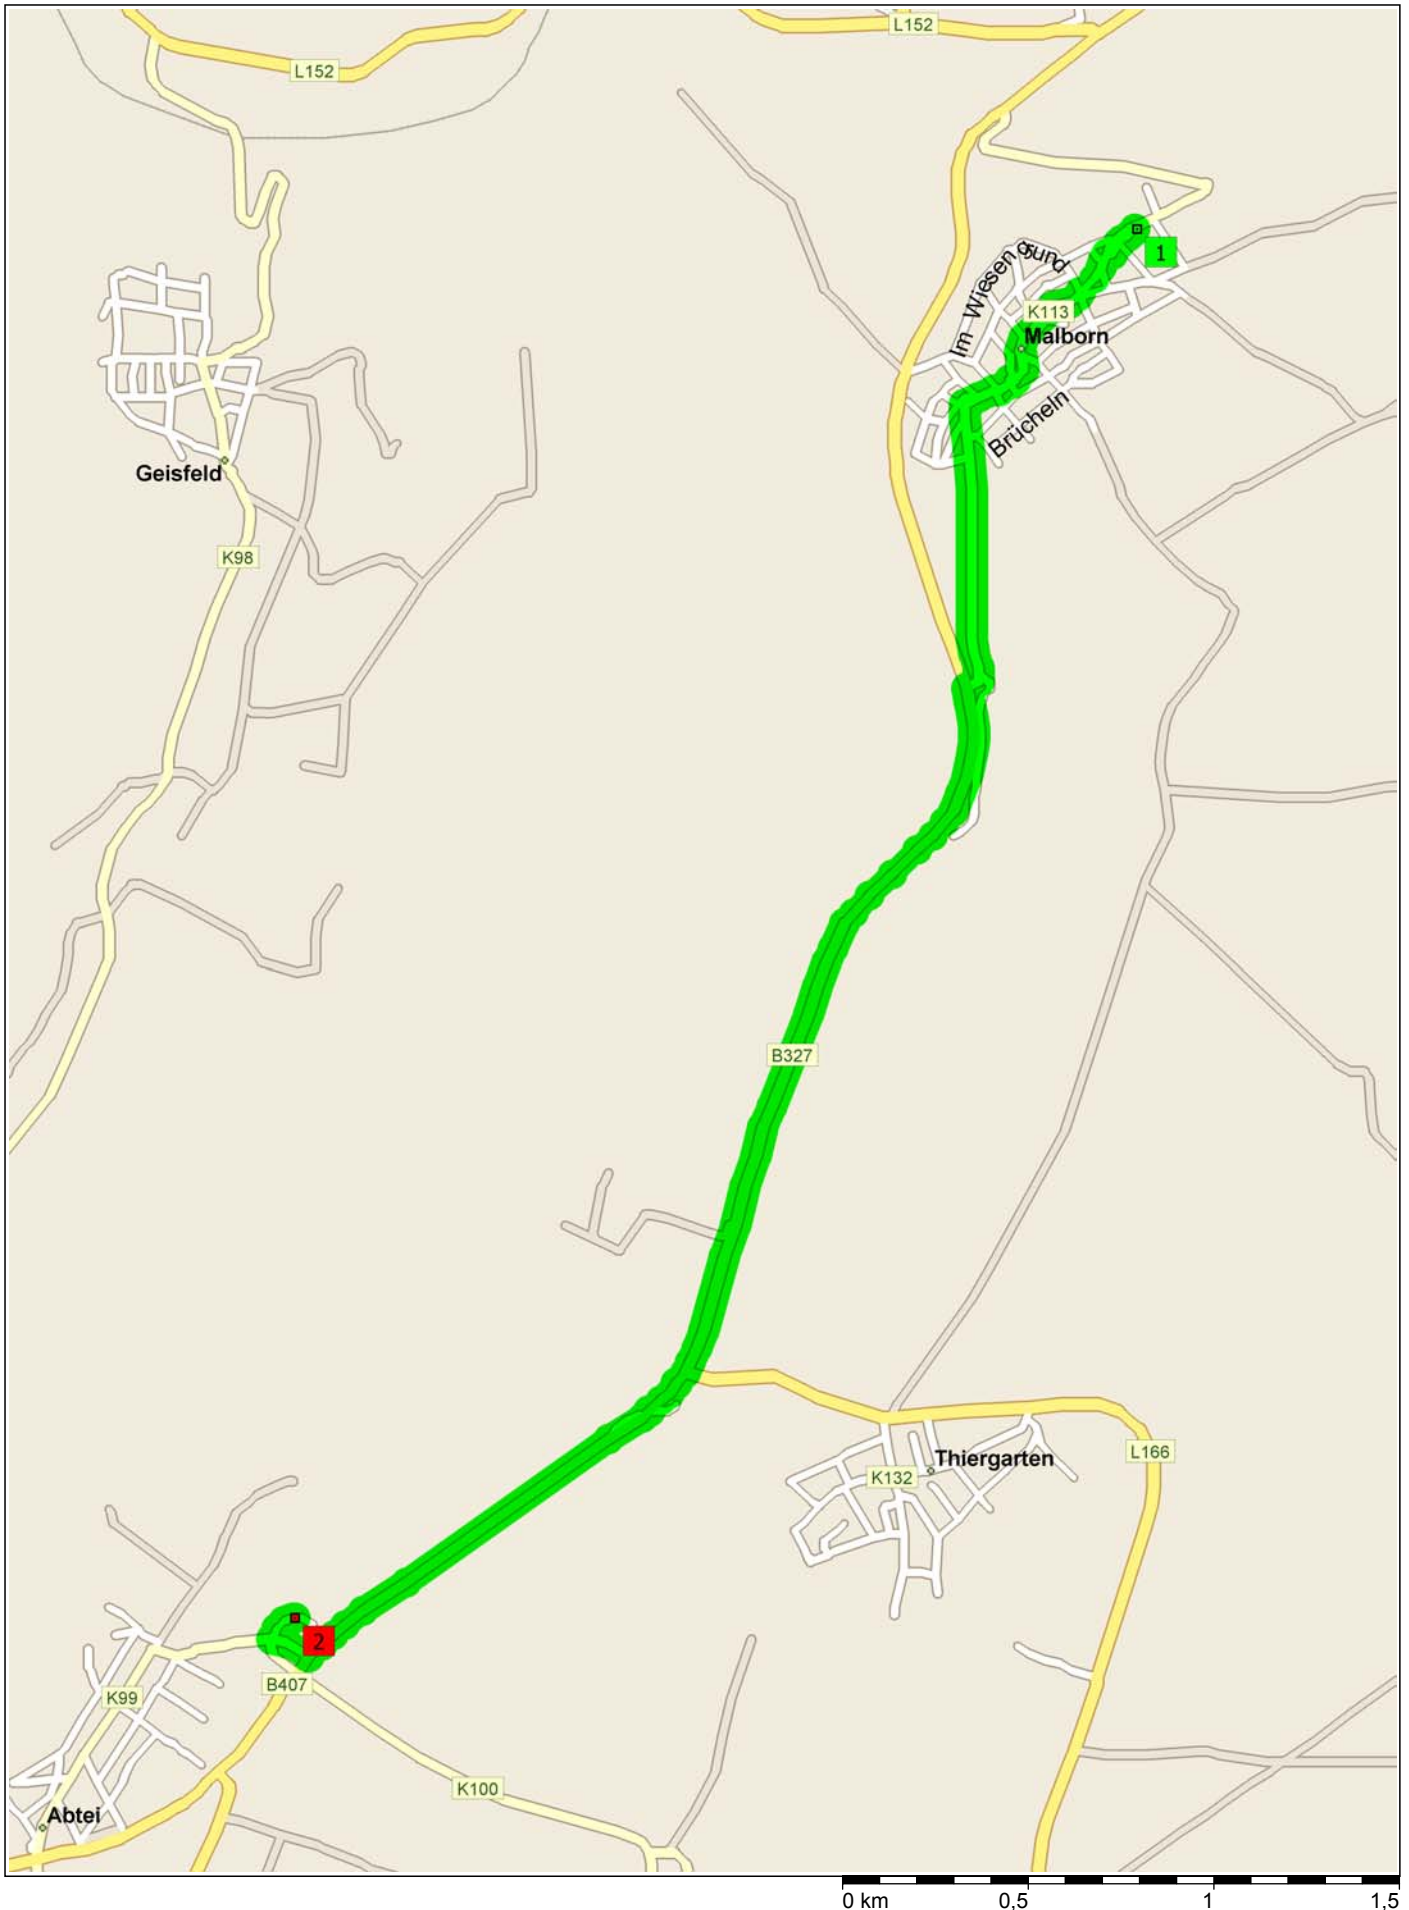 L152
L152
1
Im Wiesengrund
K113
Malborn
Brücheln
Geisfeld
K98
B327
Thiergarten
L166
K132
2
B407
K99
K100
Abtei
0 km 0,5 1 1,5